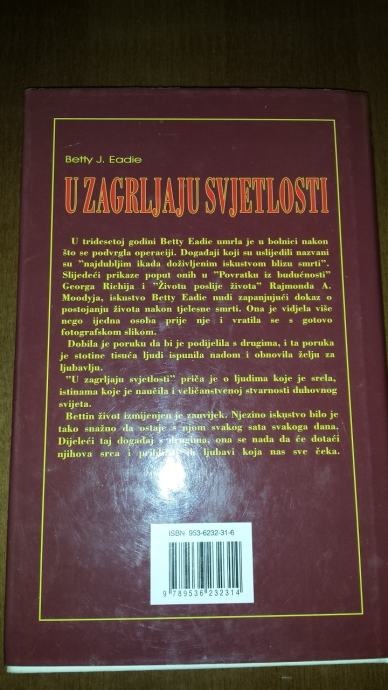 Betty J. Eadie
U ZAGRLJAJU SVJETLOSTI
U tridesetoj godini Betty Eadie umrla je u bolnici nakon
što se podvrgla operaciji. Događaji koji su uslijedili nazvani
su "najdubljim ikada doživljenim iskustvom blizu smrti".
Slijedeći prikaze poput onih u "Povratku iz budućnosti"
Georga Richija i "Životu poslije života" Rajmonda A.
Moodyja, iskustvo Betty Eadie nudi zapanjujući dokaz o
postojanju života nakon tjelesne smrti. Ona je vidjela više
nego ijedna osoba prije nje i vratila se s gotovo
fotografskom slikom.
Dobila je poruku da bi je podijelila s drugima, i ta poruka
je stotine tisuća ljudi ispunila nadom i obnovila želju za
ljubavlju.
"U zagrljaju svjetlosti" priča je o ljudima koje je srela,
istinama koje je naučila i veličanstvenoj stvarnosti duhovnog
svijeta.
Bettin život izmijenjen je zauvijek. Njezino iskustvo bilo je
tako snažno da ostaje s njom svakog sata svakoga dana.
Dijeleći taj događaj s drugima, ona se nada da će dotaći
njihova srca i ljubavi koja nas sve čeka.
ISBN: 953-6232-31-6
9 789536 232314